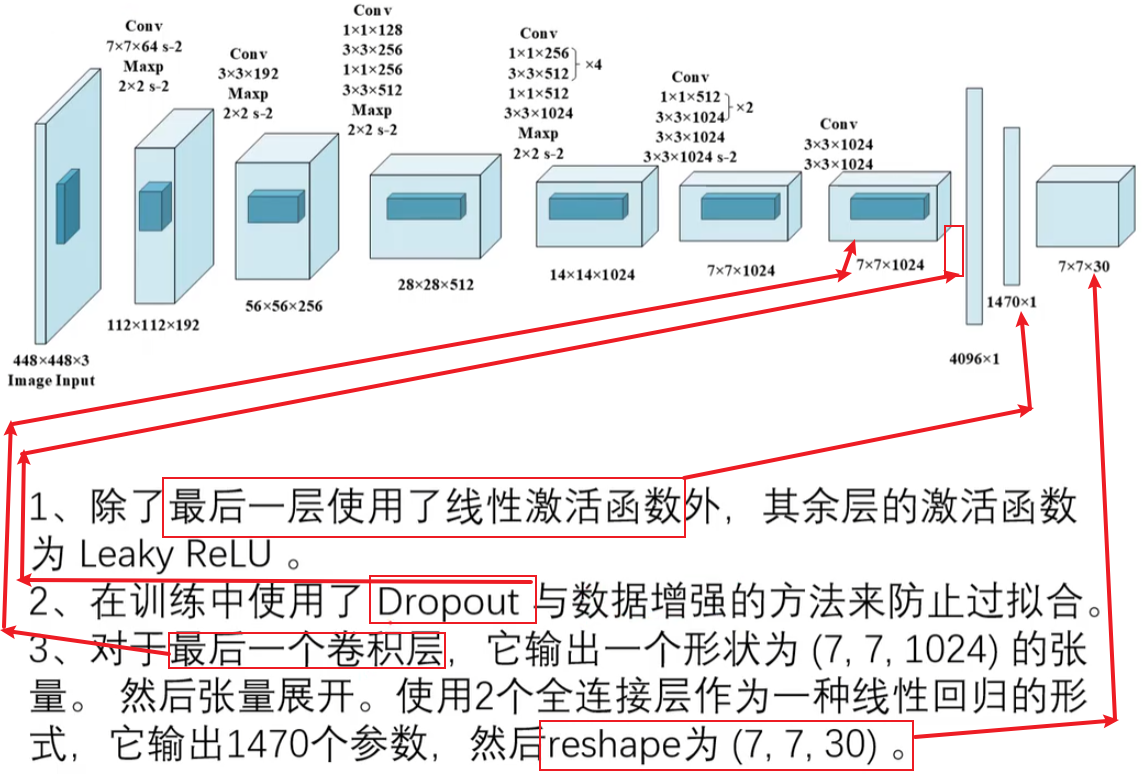 Conv
7×7×64 s-2
Maxp
2×2 s-2
Conv
3×3×192
Maxp
2×2 s-2
Conv
1×1×128
3×3×256
1×1×256
3×3×512
Maxp
2×2 s-2
Conv
1×1×256
3×3×512
×4
1×1×512
3×3×1024
Maxp
2×2 s-2
Conv
1×1×512
3×3×1024
×2
3×3×1024
3×3×1024 s-2
Conv
3×3×1024
3×3×1024
448×448×3
Image Input
112×112×192
56×56×256
28×28×512
14×14×1024
7×7×1024
7×7×1024
4096×1
1470×1
7×7×30
1、除了最后一层使用了线性激活函数外，其余层的激活函数
为 Leaky ReLU 。
2、在训练中使用了 Dropout 与数据增强的方法来防止过拟合。
3、对于最后一个卷积层，它输出一个形状为 (7, 7, 1024) 的张
量。 然后张量展开。使用2个全连接层作为一种线性回归的形
式，它输出1470个参数，然后reshape为 (7, 7, 30) 。